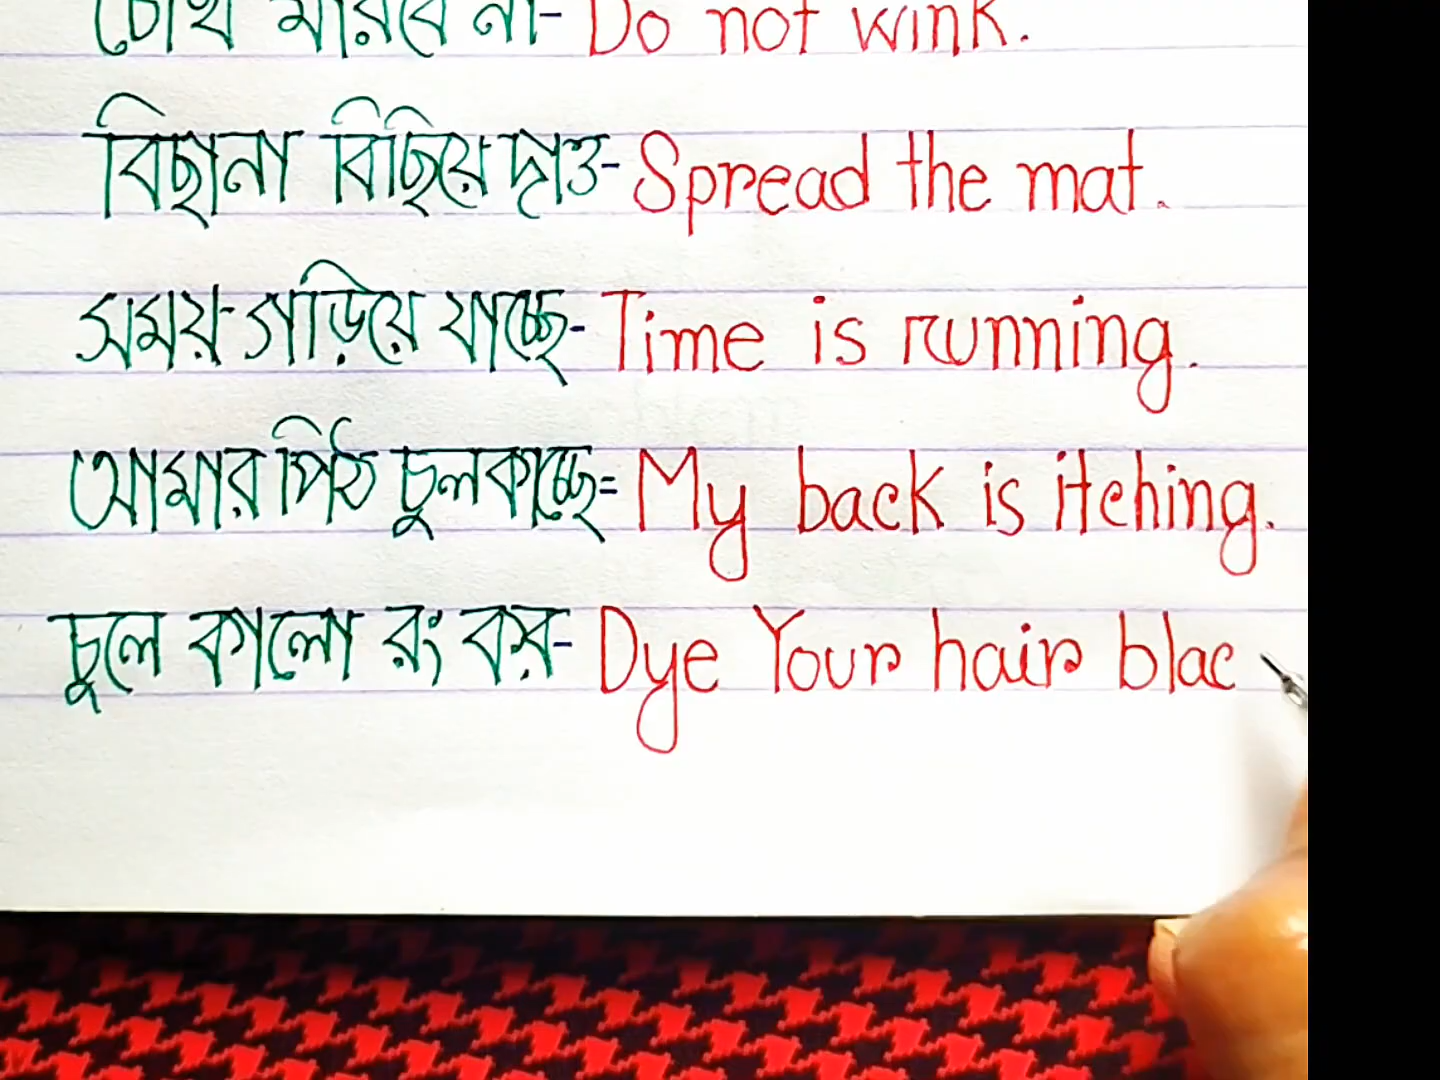 চোখ মারবে না- Do not wink.
বিছানা বিছিয়ে দাও- Spread the mat.
সময় গড়িয়ে যাচ্ছে- Time is running.
আমার পিঠ চুলকাচ্ছে= My back is itching.
চুলে কালো রং কর- Dye Your hair blac